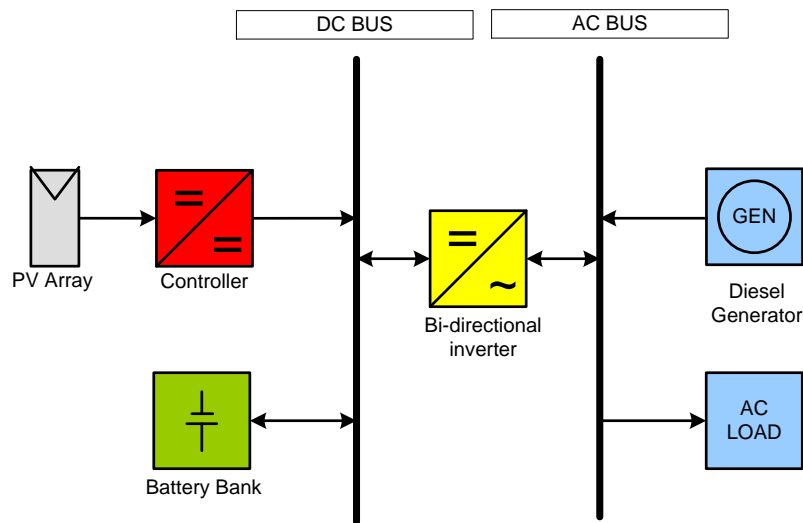 DC BUS
AC BUS
GEN
PV Array
Controller
Diesel
Generator
Bi-directional
inverter
AC
LOAD
Battery Bank